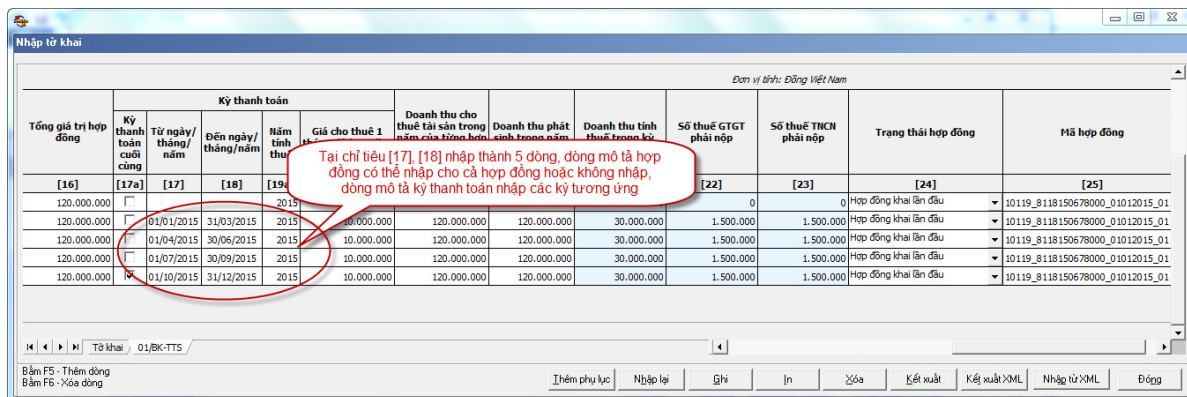 Nhập tờ khai
Đơn vị tính: Đồng Việt Nam
Tổng giá trị hợp đồng
Kỳ thanh toán
Kỳ thanh toán cuối cùng
Từ ngày/ tháng/ năm
Đến ngày/ tháng/năm
Năm tính
Giá cho thuê 1
Doanh thu cho thuê tài sản trong
Doanh thu phát
Doanh thu tính
Số thuế GTGT phải nộp
Số thuế TNCN phải nộp
Trạng thái hợp đồng
Mã hợp đồng
Tại chỉ tiêu [17], [18] nhập thành 5 dòng, dòng mô tả hợp
đồng có thể nhập cho cả hợp đồng hoặc không nhập,
dòng mô tả kỳ thanh toán nhập các kỳ tương ứng
[16] [17a] [17] [18] [22] [23] [24] [25]
120.000.000 2015 0 0 Hợp đồng khai lần đầu 10119_8118150678000_01012015_01
120.000.000 01/01/2015 31/03/2015 2015 10.000.000 120.000.000 120.000.000 30.000.000 1.500.000 1.500.000 Hợp đồng khai lần đầu 10119_8118150678000_01012015_01
120.000.000 01/04/2015 30/06/2015 2015 10.000.000 120.000.000 120.000.000 30.000.000 1.500.000 1.500.000 Hợp đồng khai lần đầu 10119_8118150678000_01012015_01
120.000.000 01/07/2015 30/09/2015 2015 10.000.000 120.000.000 120.000.000 30.000.000 1.500.000 1.500.000 Hợp đồng khai lần đầu 10119_8118150678000_01012015_01
120.000.000 01/10/2015 31/12/2015 2015 10.000.000 120.000.000 120.000.000 30.000.000 1.500.000 1.500.000 Hợp đồng khai lần đầu 10119_8118150678000_01012015_01
Tờ khai 01/BK-TTS
Bấm F5 - Thêm dòng
Bấm F6 - Xóa dòng
Thêm phụ lục Nhập lại Ghi In Xóa Kết xuất Kết xuất XML Nhập từ XML Đóng